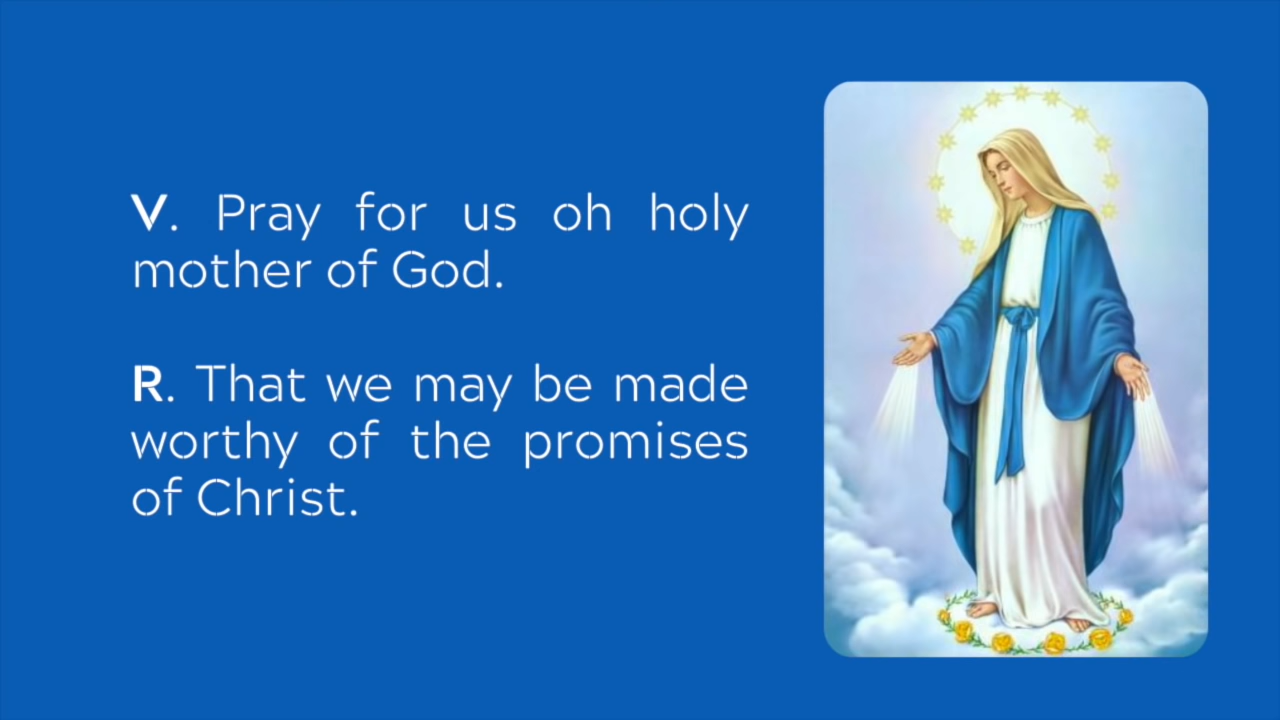 V. Pray for us oh holy
mother of God.
R. That we may be made
worthy of the promises
of Christ.